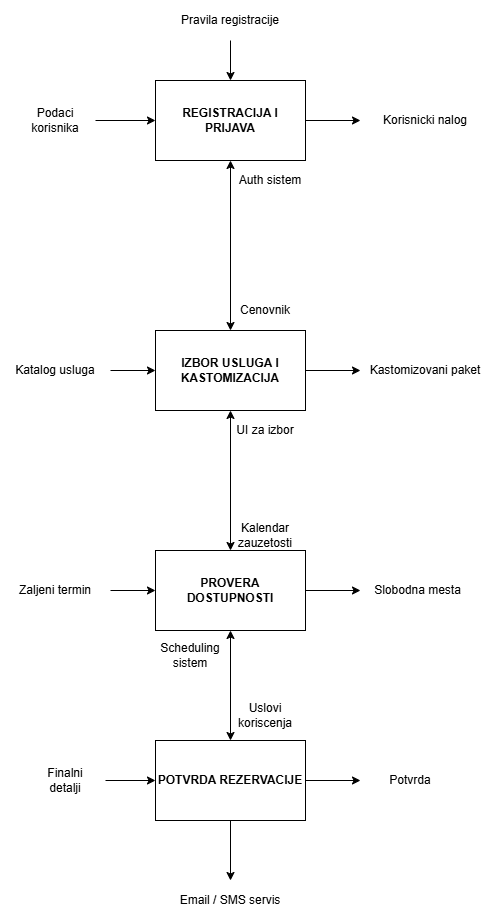 Pravila registracije
REGISTRACIJA I
PRIJAVA
Podaci
korisnika
Korisnicki nalog
Auth sistem
Cenovnik
IZBOR USLUGA I
KASTOMIZACIJA
Katalog usluga
Kastomizovani paket
UI za izbor
Kalendar
zauzetosti
PROVERA
DOSTUPNOSTI
Zaljeni termin
Slobodna mesta
Scheduling
sistem
Uslovi
koriscenja
Finalni
detalji
POTVRDA REZERVACIJE
Potvrda
Email / SMS servis